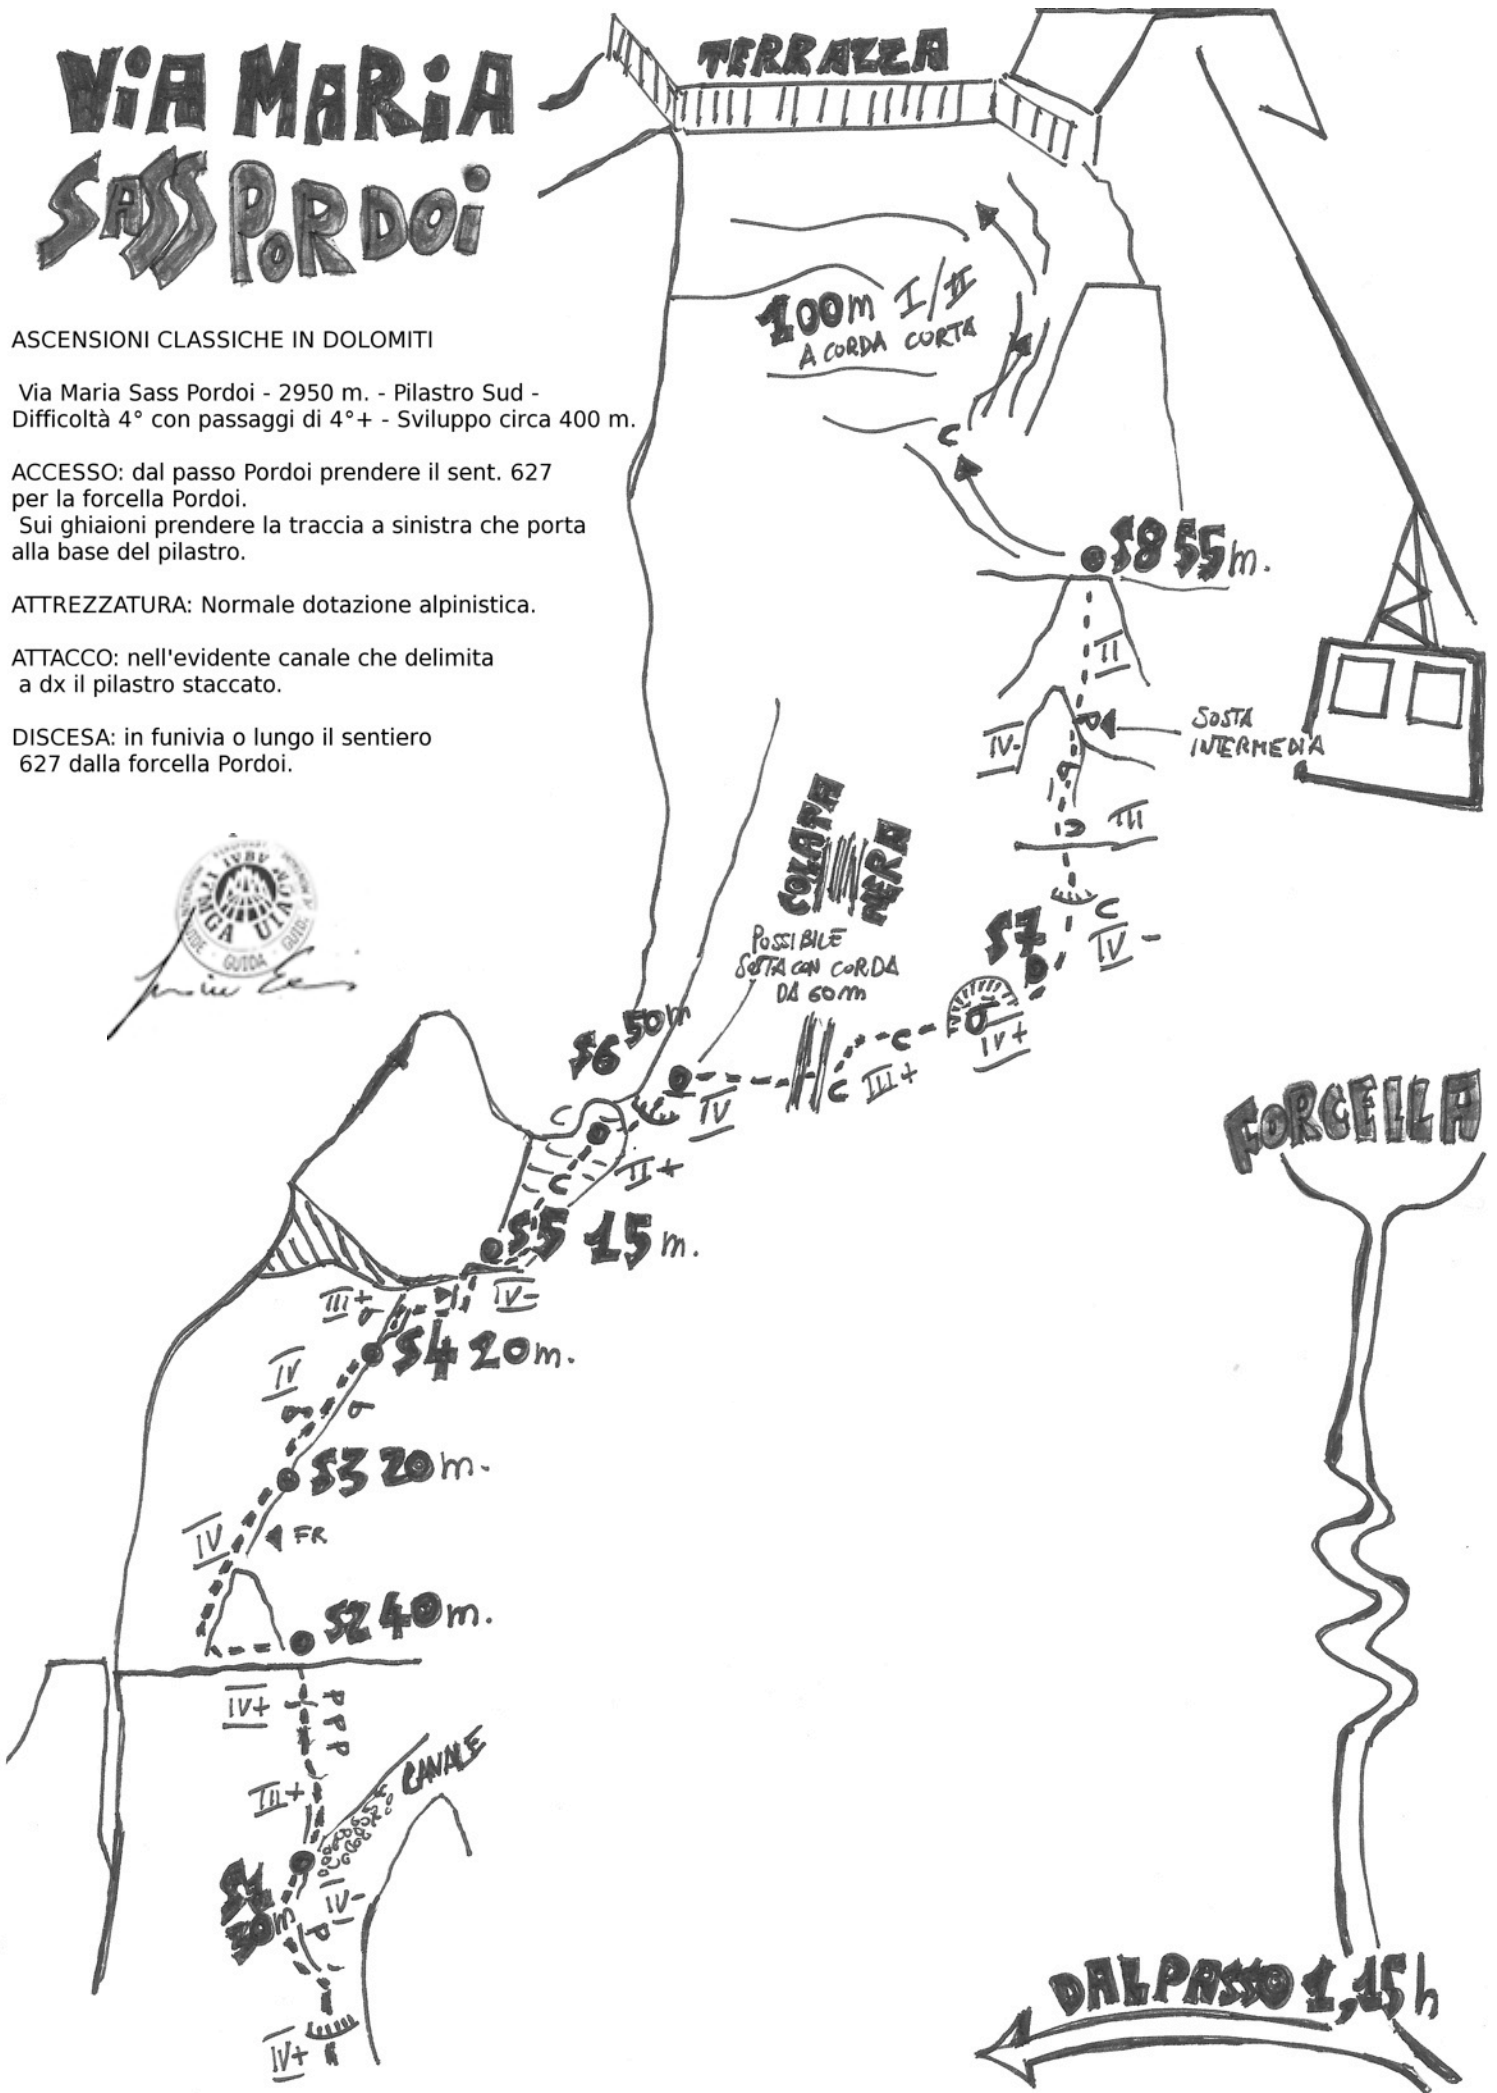 VIA MARIA
SASS PORDOI
TERRAZZA
ASCENSIONI CLASSICHE IN DOLOMITI
Via Maria Sass Pordoi - 2950 m. - Pilastro Sud -
Difficoltà 4° con passaggi di 4°+ - Sviluppo circa 400 m.
ACCESSO: dal passo Pordoi prendere il sent. 627
per la forcella Pordoi.
Sui ghiaioni prendere la traccia a sinistra che porta
alla base del pilastro.
ATTREZZATURA: Normale dotazione alpinistica.
ATTACCO: nell'evidente canale che delimita
a dx il pilastro staccato.
DISCESA: in funivia o lungo il sentiero
627 dalla forcella Pordoi.
100m I/II
A CORDA CORTA
C
S8 55m.
II
SOSTA
INTERMEDIA
IV-
III
COLATA
NERA
S7
C
IV-
POSSIBILE
SOSTA CON CORDA
DA 60m
IV+
C
C III+
S6 50m
IV
C
II+
C
S5 15m.
IV-
III+
S4 20m.
IV
S3 20m.
IV
FR
S2 40m.
IV+
P P P
III+
CANALE
S1
30m
IV-
P
IV+
FORCELLA
DAL PASSO 1,15h
IVBV
UIAGM
IFMGA
GUIDA
GUIDE